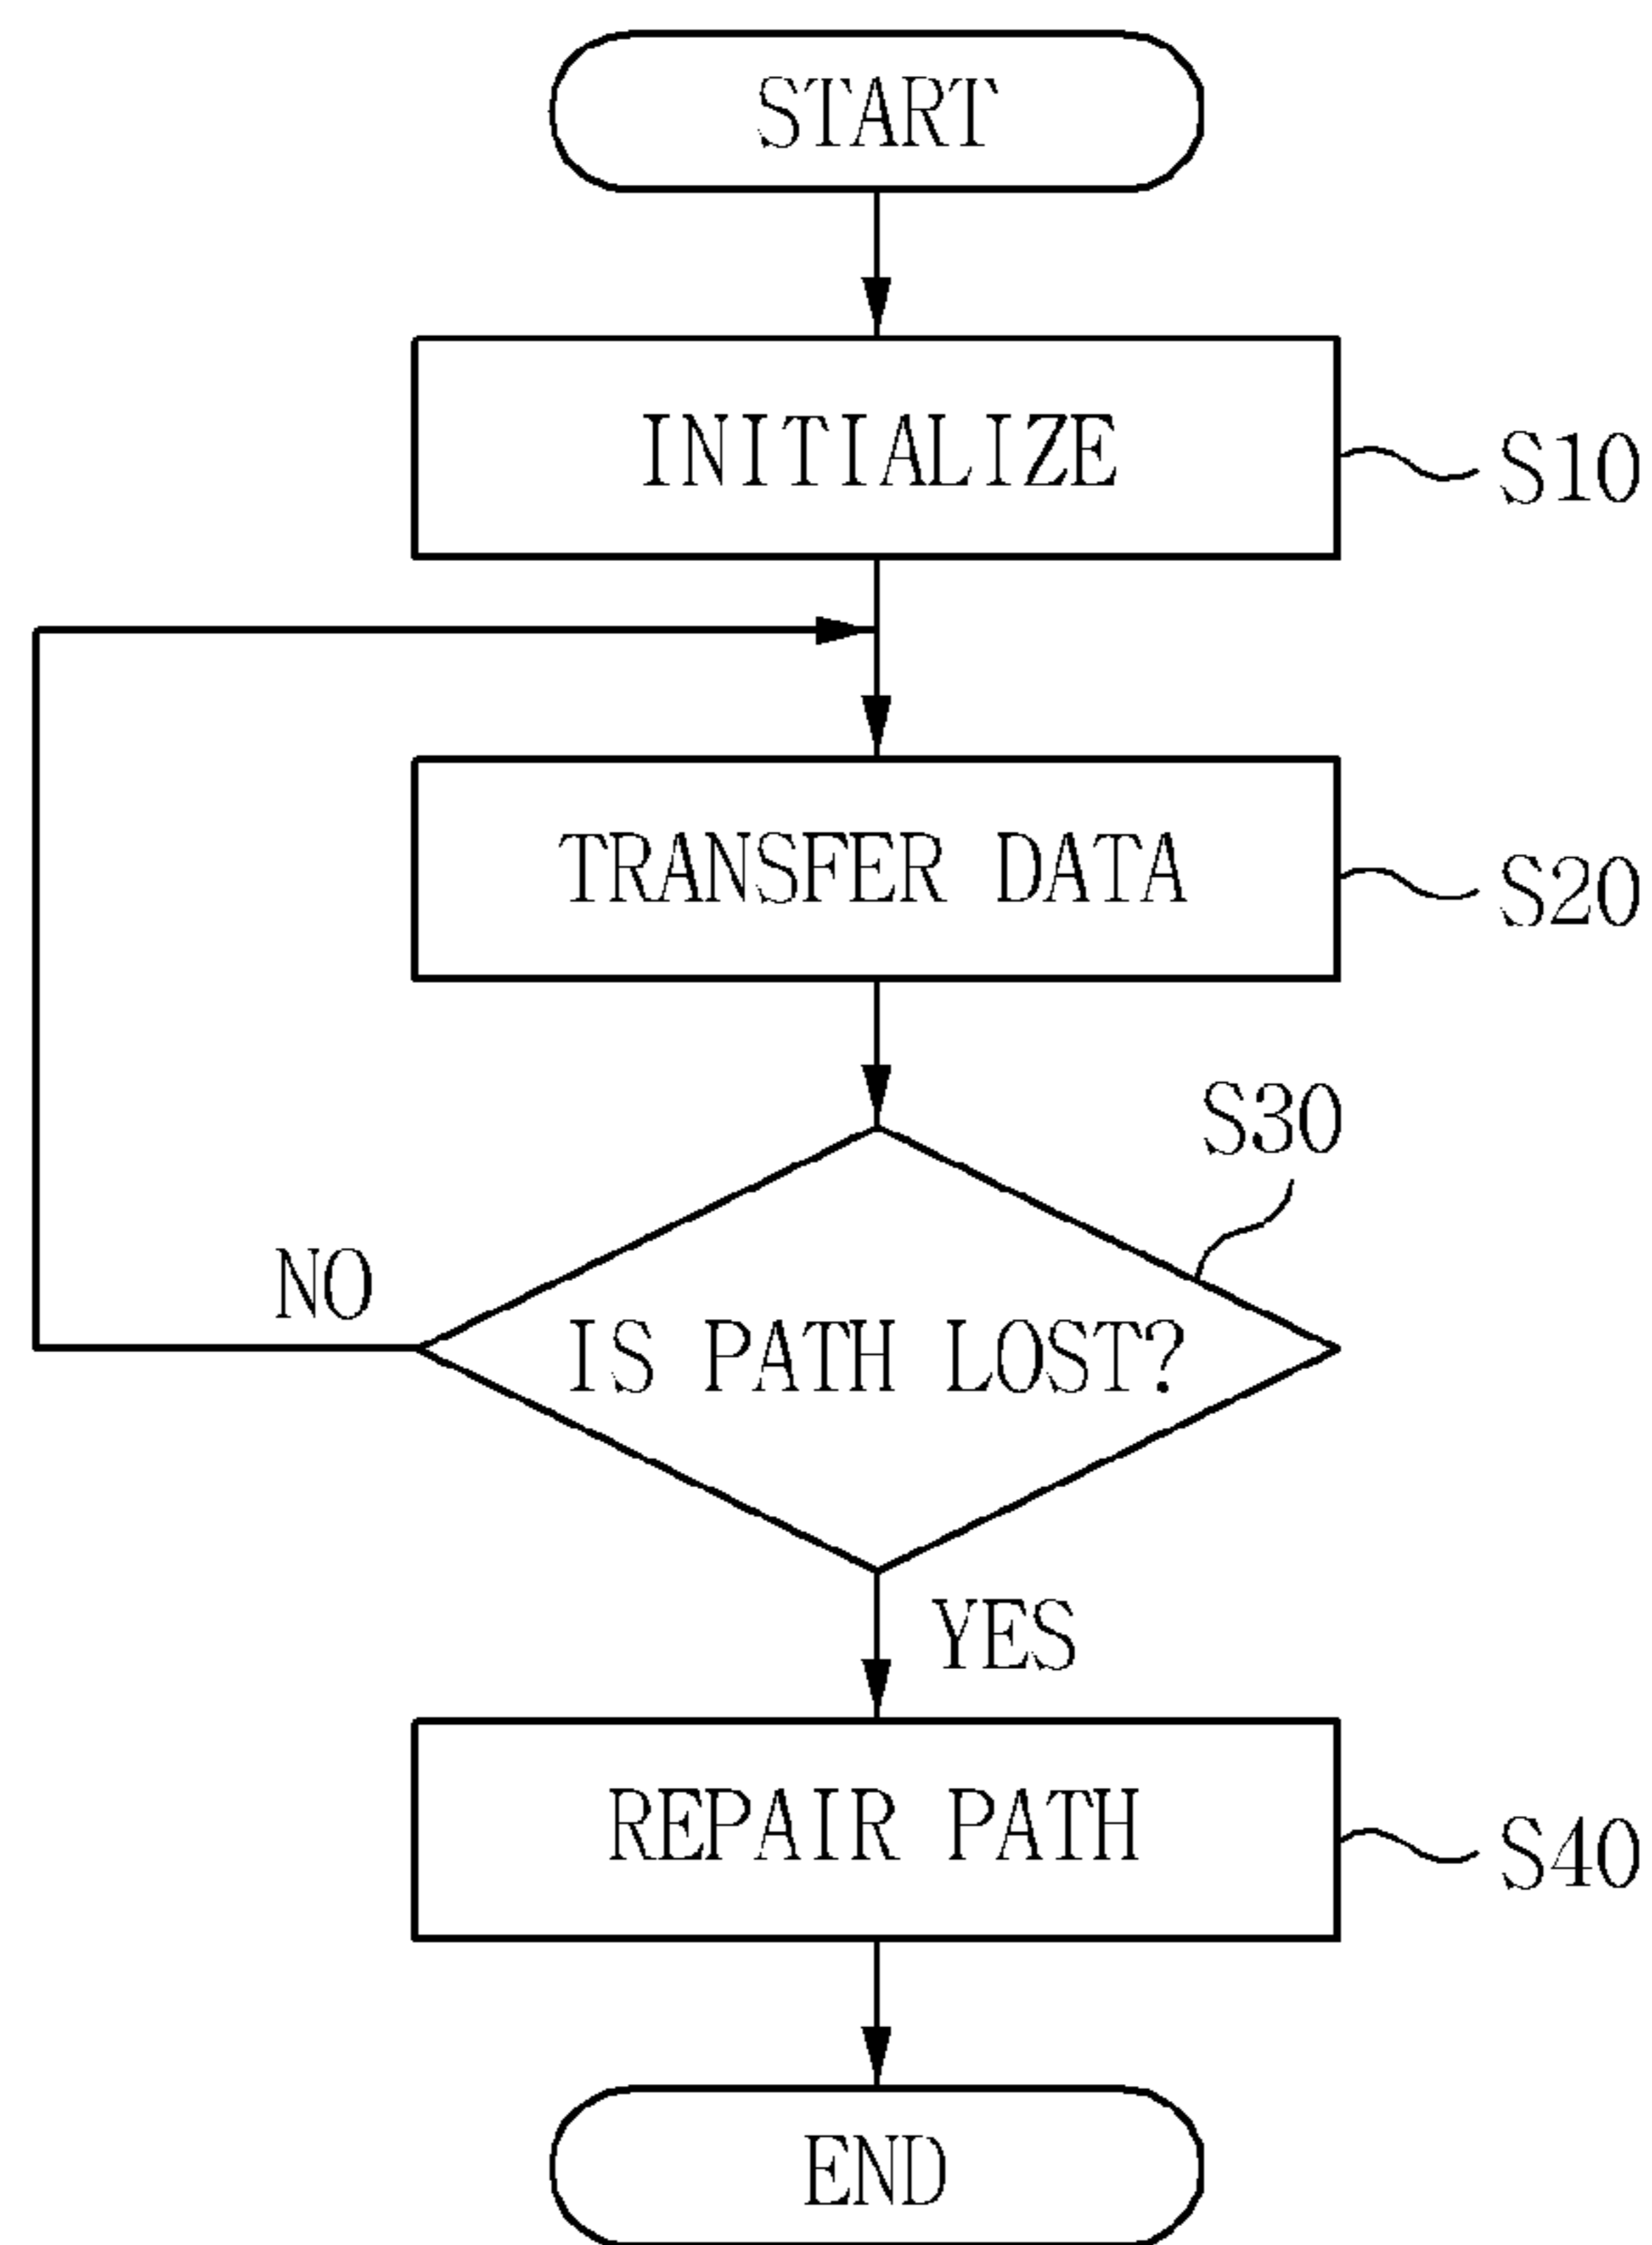 START
INITIALIZE
S10
TRANSFER DATA
S20
S30
NO
IS PATH LOST?
YES
REPAIR PATH
S40
END